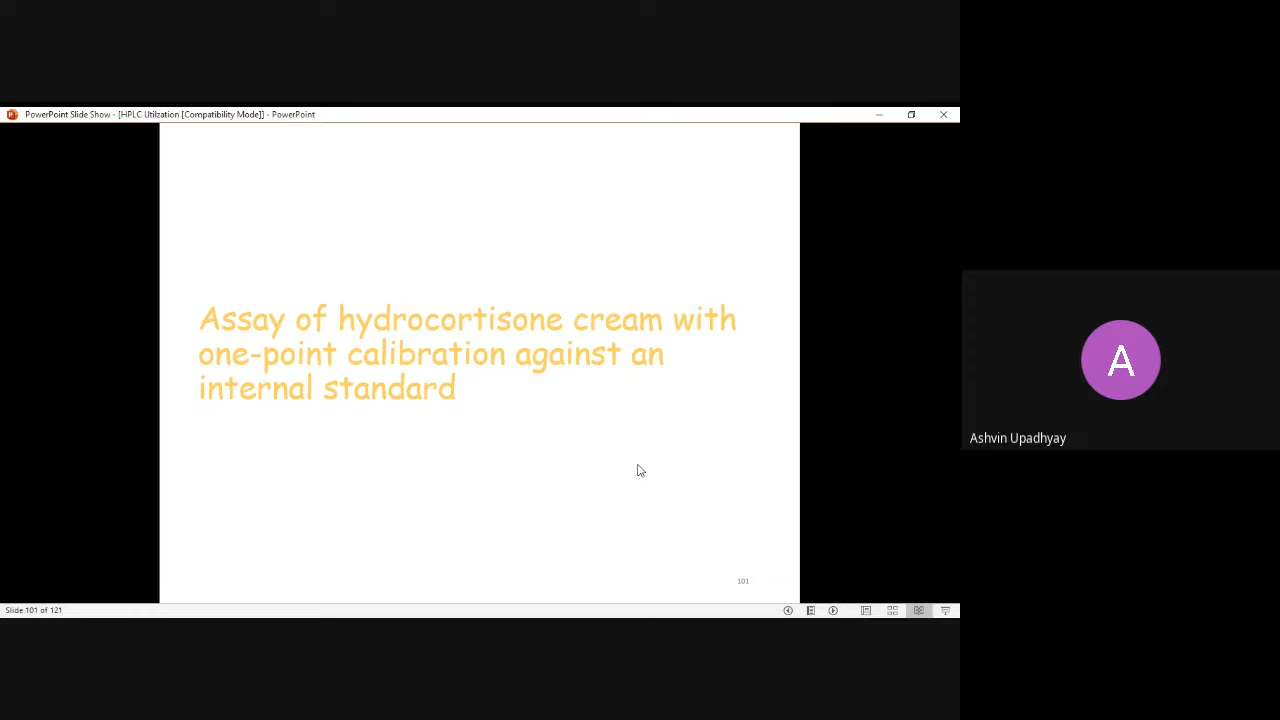 PowerPoint Slide Show - [HPLC Utilzation [Compatibility Mode]] - PowerPoint
Assay of hydrocortisone cream with
one-point calibration against an
internal standard
101
Slide 101 of 121
A
Ashvin Upadhyay